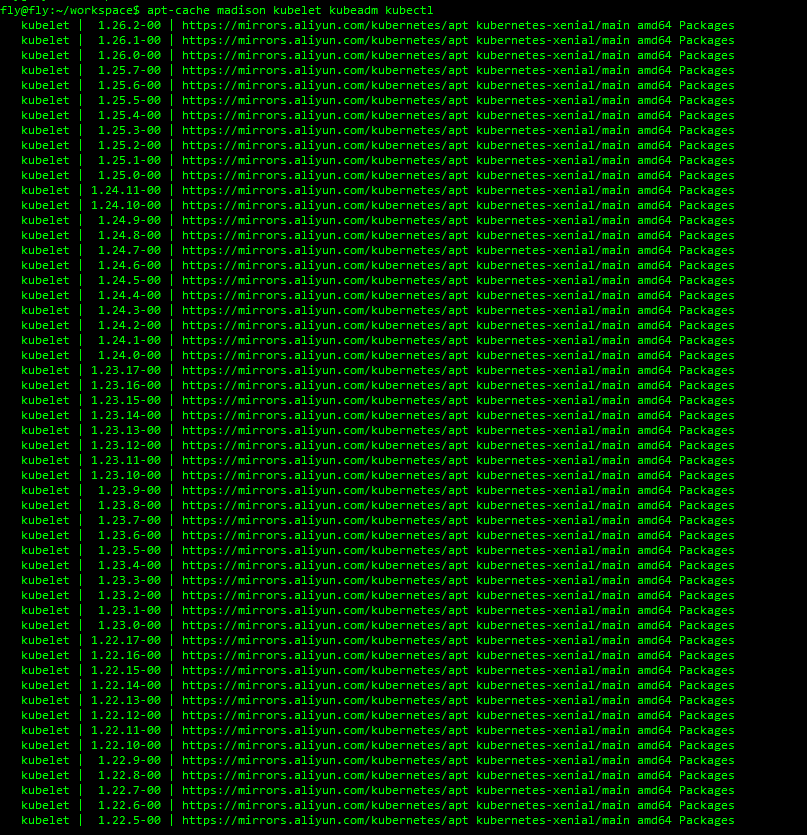 fly@fly:~/workspace$ apt-cache madison kubelet kubeadm kubectl
kubelet | 1.26.2-00 | https://mirrors.aliyun.com/kubernetes/apt kubernetes-xenial/main amd64 Packages
kubelet | 1.26.1-00 | https://mirrors.aliyun.com/kubernetes/apt kubernetes-xenial/main amd64 Packages
kubelet | 1.26.0-00 | https://mirrors.aliyun.com/kubernetes/apt kubernetes-xenial/main amd64 Packages
kubelet | 1.25.7-00 | https://mirrors.aliyun.com/kubernetes/apt kubernetes-xenial/main amd64 Packages
kubelet | 1.25.6-00 | https://mirrors.aliyun.com/kubernetes/apt kubernetes-xenial/main amd64 Packages
kubelet | 1.25.5-00 | https://mirrors.aliyun.com/kubernetes/apt kubernetes-xenial/main amd64 Packages
kubelet | 1.25.4-00 | https://mirrors.aliyun.com/kubernetes/apt kubernetes-xenial/main amd64 Packages
kubelet | 1.25.3-00 | https://mirrors.aliyun.com/kubernetes/apt kubernetes-xenial/main amd64 Packages
kubelet | 1.25.2-00 | https://mirrors.aliyun.com/kubernetes/apt kubernetes-xenial/main amd64 Packages
kubelet | 1.25.1-00 | https://mirrors.aliyun.com/kubernetes/apt kubernetes-xenial/main amd64 Packages
kubelet | 1.25.0-00 | https://mirrors.aliyun.com/kubernetes/apt kubernetes-xenial/main amd64 Packages
kubelet | 1.24.11-00 | https://mirrors.aliyun.com/kubernetes/apt kubernetes-xenial/main amd64 Packages
kubelet | 1.24.10-00 | https://mirrors.aliyun.com/kubernetes/apt kubernetes-xenial/main amd64 Packages
kubelet | 1.24.9-00 | https://mirrors.aliyun.com/kubernetes/apt kubernetes-xenial/main amd64 Packages
kubelet | 1.24.8-00 | https://mirrors.aliyun.com/kubernetes/apt kubernetes-xenial/main amd64 Packages
kubelet | 1.24.7-00 | https://mirrors.aliyun.com/kubernetes/apt kubernetes-xenial/main amd64 Packages
kubelet | 1.24.6-00 | https://mirrors.aliyun.com/kubernetes/apt kubernetes-xenial/main amd64 Packages
kubelet | 1.24.5-00 | https://mirrors.aliyun.com/kubernetes/apt kubernetes-xenial/main amd64 Packages
kubelet | 1.24.4-00 | https://mirrors.aliyun.com/kubernetes/apt kubernetes-xenial/main amd64 Packages
kubelet | 1.24.3-00 | https://mirrors.aliyun.com/kubernetes/apt kubernetes-xenial/main amd64 Packages
kubelet | 1.24.2-00 | https://mirrors.aliyun.com/kubernetes/apt kubernetes-xenial/main amd64 Packages
kubelet | 1.24.1-00 | https://mirrors.aliyun.com/kubernetes/apt kubernetes-xenial/main amd64 Packages
kubelet | 1.24.0-00 | https://mirrors.aliyun.com/kubernetes/apt kubernetes-xenial/main amd64 Packages
kubelet | 1.23.17-00 | https://mirrors.aliyun.com/kubernetes/apt kubernetes-xenial/main amd64 Packages
kubelet | 1.23.16-00 | https://mirrors.aliyun.com/kubernetes/apt kubernetes-xenial/main amd64 Packages
kubelet | 1.23.15-00 | https://mirrors.aliyun.com/kubernetes/apt kubernetes-xenial/main amd64 Packages
kubelet | 1.23.14-00 | https://mirrors.aliyun.com/kubernetes/apt kubernetes-xenial/main amd64 Packages
kubelet | 1.23.13-00 | https://mirrors.aliyun.com/kubernetes/apt kubernetes-xenial/main amd64 Packages
kubelet | 1.23.12-00 | https://mirrors.aliyun.com/kubernetes/apt kubernetes-xenial/main amd64 Packages
kubelet | 1.23.11-00 | https://mirrors.aliyun.com/kubernetes/apt kubernetes-xenial/main amd64 Packages
kubelet | 1.23.10-00 | https://mirrors.aliyun.com/kubernetes/apt kubernetes-xenial/main amd64 Packages
kubelet | 1.23.9-00 | https://mirrors.aliyun.com/kubernetes/apt kubernetes-xenial/main amd64 Packages
kubelet | 1.23.8-00 | https://mirrors.aliyun.com/kubernetes/apt kubernetes-xenial/main amd64 Packages
kubelet | 1.23.7-00 | https://mirrors.aliyun.com/kubernetes/apt kubernetes-xenial/main amd64 Packages
kubelet | 1.23.6-00 | https://mirrors.aliyun.com/kubernetes/apt kubernetes-xenial/main amd64 Packages
kubelet | 1.23.5-00 | https://mirrors.aliyun.com/kubernetes/apt kubernetes-xenial/main amd64 Packages
kubelet | 1.23.4-00 | https://mirrors.aliyun.com/kubernetes/apt kubernetes-xenial/main amd64 Packages
kubelet | 1.23.3-00 | https://mirrors.aliyun.com/kubernetes/apt kubernetes-xenial/main amd64 Packages
kubelet | 1.23.2-00 | https://mirrors.aliyun.com/kubernetes/apt kubernetes-xenial/main amd64 Packages
kubelet | 1.23.1-00 | https://mirrors.aliyun.com/kubernetes/apt kubernetes-xenial/main amd64 Packages
kubelet | 1.23.0-00 | https://mirrors.aliyun.com/kubernetes/apt kubernetes-xenial/main amd64 Packages
kubelet | 1.22.17-00 | https://mirrors.aliyun.com/kubernetes/apt kubernetes-xenial/main amd64 Packages
kubelet | 1.22.16-00 | https://mirrors.aliyun.com/kubernetes/apt kubernetes-xenial/main amd64 Packages
kubelet | 1.22.15-00 | https://mirrors.aliyun.com/kubernetes/apt kubernetes-xenial/main amd64 Packages
kubelet | 1.22.14-00 | https://mirrors.aliyun.com/kubernetes/apt kubernetes-xenial/main amd64 Packages
kubelet | 1.22.13-00 | https://mirrors.aliyun.com/kubernetes/apt kubernetes-xenial/main amd64 Packages
kubelet | 1.22.12-00 | https://mirrors.aliyun.com/kubernetes/apt kubernetes-xenial/main amd64 Packages
kubelet | 1.22.11-00 | https://mirrors.aliyun.com/kubernetes/apt kubernetes-xenial/main amd64 Packages
kubelet | 1.22.10-00 | https://mirrors.aliyun.com/kubernetes/apt kubernetes-xenial/main amd64 Packages
kubelet | 1.22.9-00 | https://mirrors.aliyun.com/kubernetes/apt kubernetes-xenial/main amd64 Packages
kubelet | 1.22.8-00 | https://mirrors.aliyun.com/kubernetes/apt kubernetes-xenial/main amd64 Packages
kubelet | 1.22.7-00 | https://mirrors.aliyun.com/kubernetes/apt kubernetes-xenial/main amd64 Packages
kubelet | 1.22.6-00 | https://mirrors.aliyun.com/kubernetes/apt kubernetes-xenial/main amd64 Packages
kubelet | 1.22.5-00 | https://mirrors.aliyun.com/kubernetes/apt kubernetes-xenial/main amd64 Packages